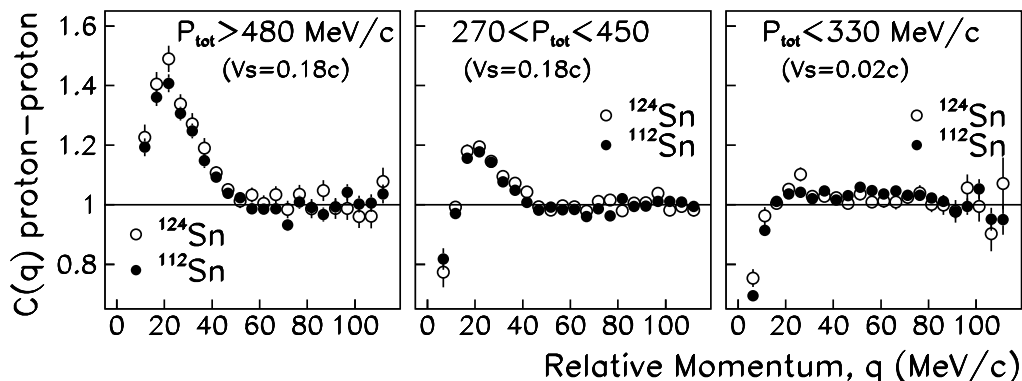 C(q) proton-proton
1.6
1.4
1.2
1
0.8
P_tot>480 MeV/c
(Vs=0.18c)
124Sn
112Sn
270<P_tot<450
(Vs=0.18c)
124Sn
112Sn
P_tot<330 MeV/c
(Vs=0.02c)
124Sn
112Sn
0 20 40 60 80 100
0 20 40 60 80 100
0 20 40 60 80 100
Relative Momentum, q (MeV/c)